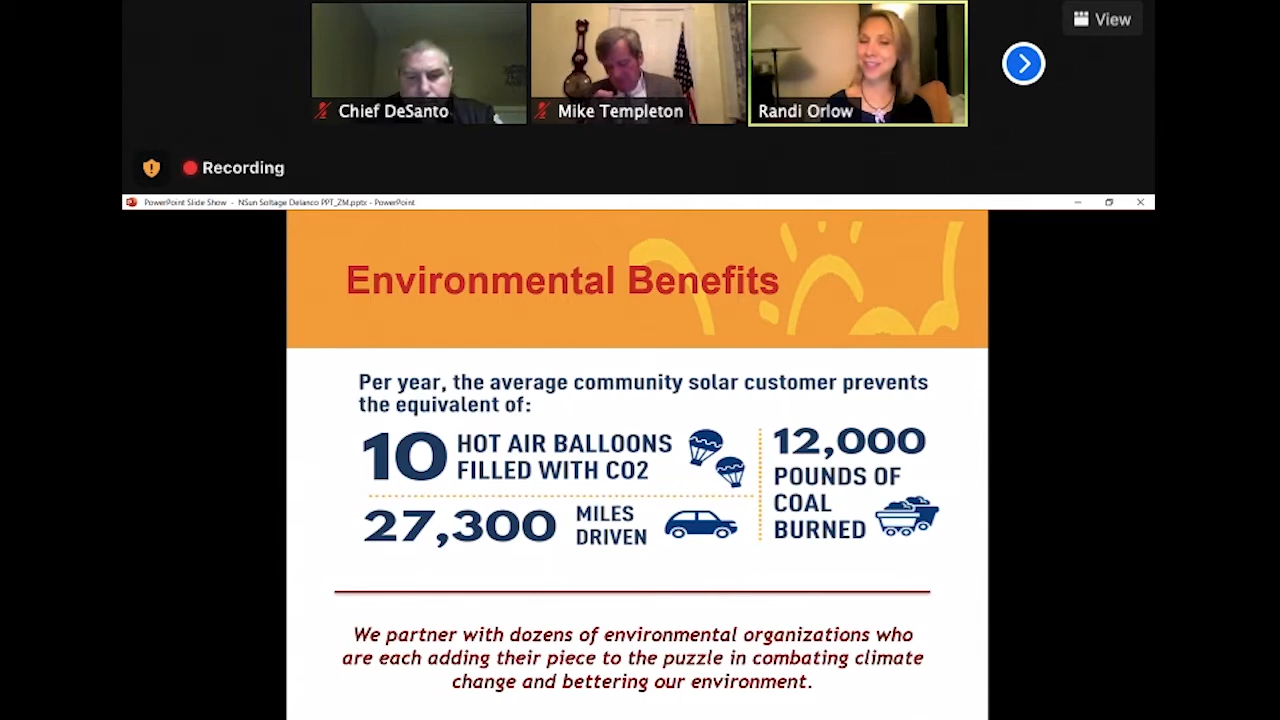 View
Chief DeSanto
Mike Templeton
Randi Orlow
Recording
PowerPoint Slide Show - NSun Soltage Delanco PPT_ZM.pptx - PowerPoint
Environmental Benefits
Per year, the average community solar customer prevents
the equivalent of:
10 HOT AIR BALLOONS
FILLED WITH CO2
27,300 MILES
DRIVEN
12,000
POUNDS OF
COAL
BURNED
We partner with dozens of environmental organizations who
are each adding their piece to the puzzle in combating climate
change and bettering our environment.